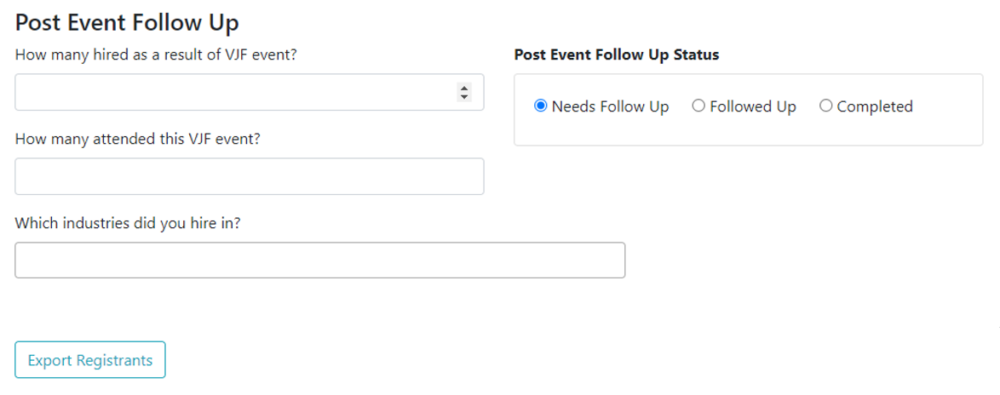 Post Event Follow Up
How many hired as a result of VJF event?
How many attended this VJF event?
Which industries did you hire in?
Post Event Follow Up Status
Needs Follow Up Followed Up Completed
Export Registrants